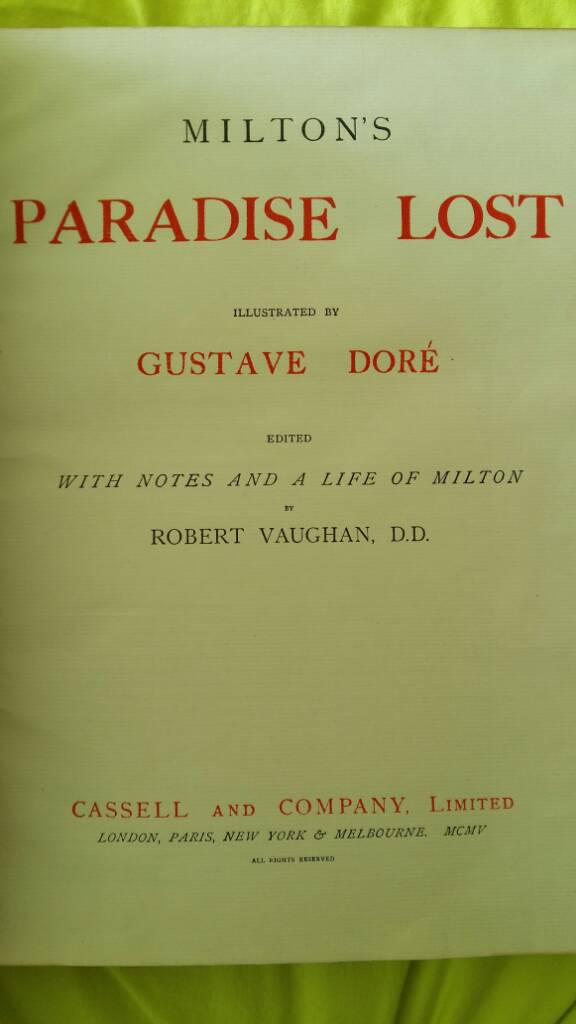 MILTON'S
PARADISE LOST
ILLUSTRATED BY
GUSTAVE DORÉ
EDITED
WITH NOTES AND A LIFE OF MILTON
BY
ROBERT VAUGHAN, D.D.
CASSELL AND COMPANY, LIMITED
LONDON, PARIS, NEW YORK & MELBOURNE. MCMV
ALL RIGHTS RESERVED